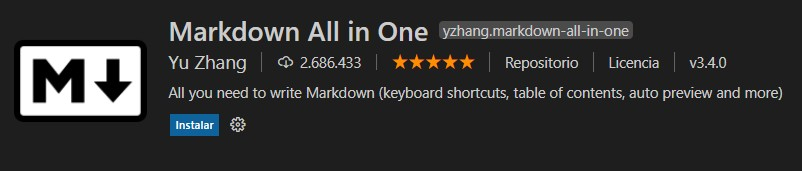 Markdown All in One yzhang.markdown-all-in-one
Yu Zhang 2.686.433 Repositorio Licencia v3.4.0
All you need to write Markdown (keyboard shortcuts, table of contents, auto preview and more)
Instalar
M